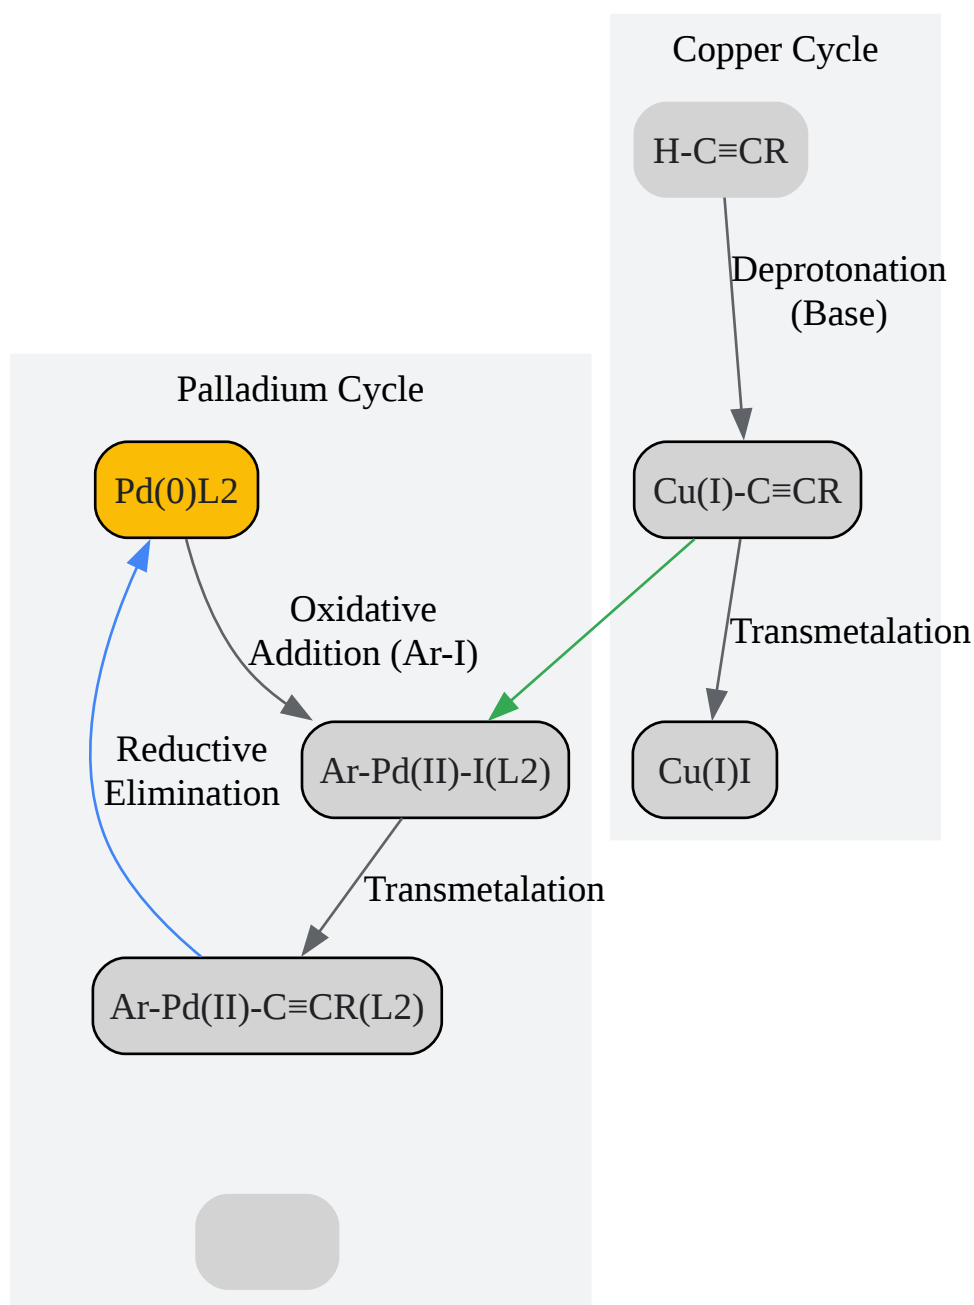 Copper Cycle
H-C≡CR
Deprotonation
(Base)
Palladium Cycle
Pd(0)L2
Cu(I)-C≡CR
Oxidative
Addition (Ar-I)
Transmetalation
Reductive
Elimination
Ar-Pd(II)-I(L2)
Cu(I)I
Transmetalation
Ar-Pd(II)-C≡CR(L2)